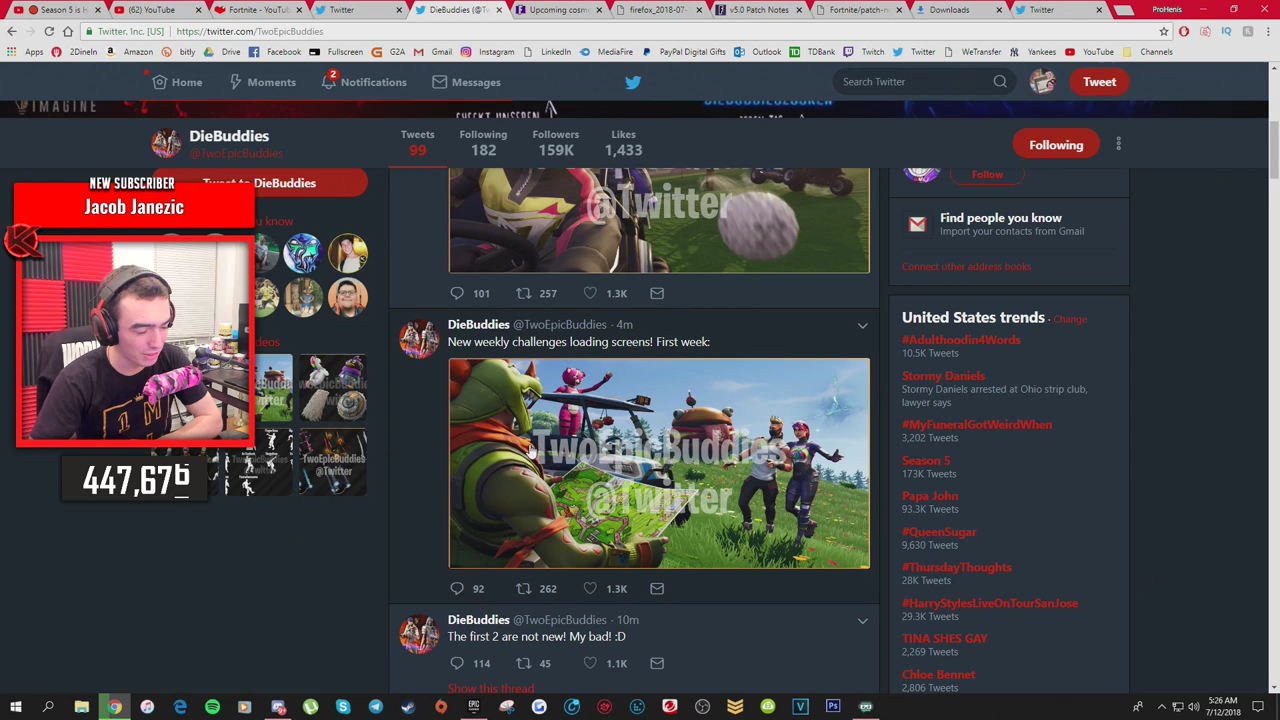 Season 5 is H
(62) YouTube
Fortnite - YouTu
Twitter
DieBuddies (@Tw
Upcoming cosm
firefox_2018-07-
v5.0 Patch Notes
Fortnite/patch-n
Downloads
Twitter
ProHenis
Twitter, Inc. [US]
https://twitter.com/TwoEpicBuddies
Apps
Amazon
bitly
Drive
Facebook
Fullscreen
G2A
Gmail
Instagram
LinkedIn
MediaFire
PayPal Digital Gifts
Outlook
TDBank
Twitch
Twitter
WeTransfer
Yankees
YouTube
Channels
Home
Moments
2
Notifications
Messages
Search Twitter
Tweet
IMAGINE
CHECKT UNSEREN
DieBuddies
@TwoEpicBuddies
Tweets
99
Following
182
Followers
159K
Likes
1,433
Following
NEW SUBSCRIBER
Jacob Janezic
Tweet to DieBuddies
u know
deos
447,67
@Twitter
101
257
1.3K
DieBuddies @TwoEpicBuddies · 4m
New weekly challenges loading screens! First week:
TwoEpicBuddies
@Twitter
92
262
1.3K
DieBuddies @TwoEpicBuddies · 10m
The first 2 are not new! My bad! :D
114
45
1.1K
Show this thread
Follow
Find people you know
Import your contacts from Gmail
Connect other address books
United States trends · Change
#Adulthoodin4Words
10.5K Tweets
Stormy Daniels
Stormy Daniels arrested at Ohio strip club,
lawyer says
#MyFuneralGotWeirdWhen
3,202 Tweets
Season 5
173K Tweets
Papa John
93.3K Tweets
#QueenSugar
9,630 Tweets
#ThursdayThoughts
28K Tweets
#HarryStylesLiveOnTourSanJose
29.3K Tweets
TINA SHES GAY
2,269 Tweets
Chloe Bennet
2,806 Tweets
5:26 AM
7/12/2018